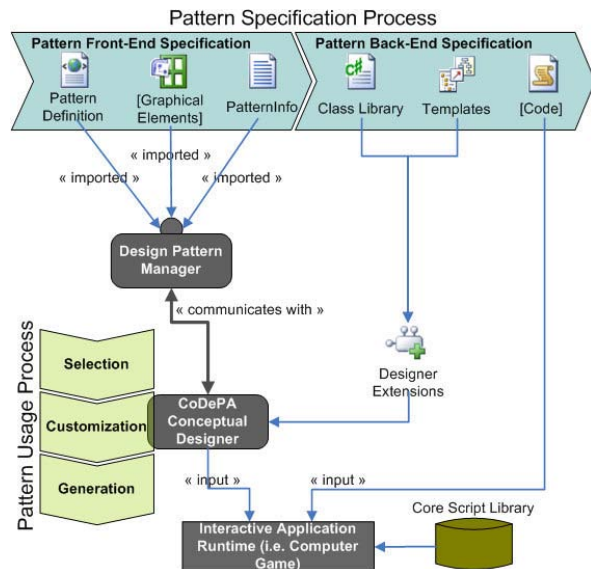 Pattern Specification Process
Pattern Front-End Specification
Pattern Back-End Specification
Pattern
Definition
[Graphical
Elements]
PatternInfo
C#
Class Library
Templates
[Code]
« imported »
« imported »
« imported »
Design Pattern
Manager
« communicates with »
Pattern Usage Process
Selection
Customization
Generation
CoDePA
Conceptual
Designer
Designer
Extensions
« input »
« input »
Core Script Library
Interactive Application
Runtime (i.e. Computer
Game)